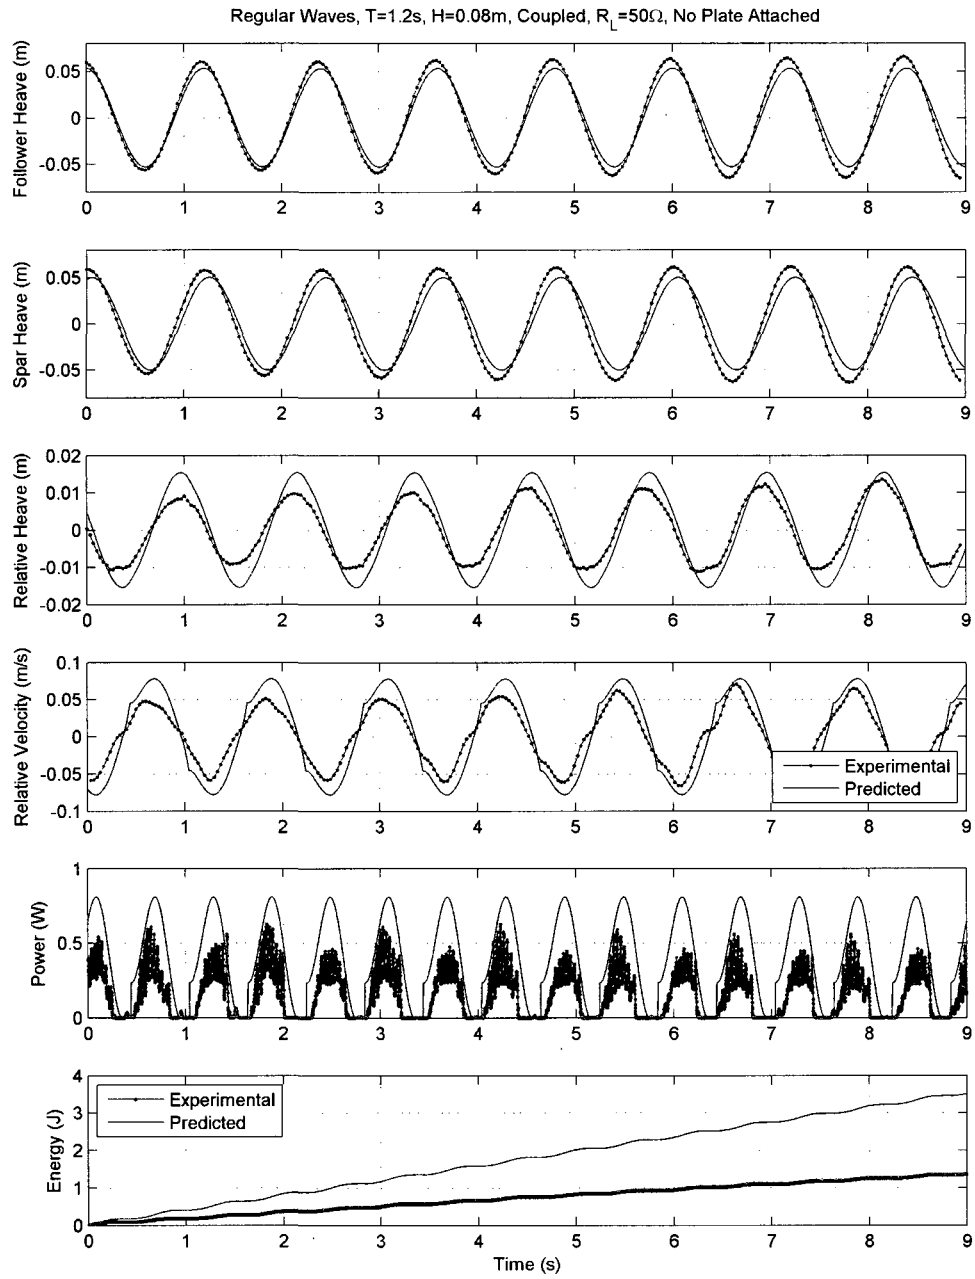 Regular Waves, T=1.2s, H=0.08m, Coupled, R_L=50Ω, No Plate Attached
Follower Heave (m)
0.05
0
-0.05
0 1 2 3 4 5 6 7 8 9
Spar Heave (m)
0.05
0
-0.05
0 1 2 3 4 5 6 7 8 9
Relative Heave (m)
0.02
0.01
0
-0.01
-0.02
0 1 2 3 4 5 6 7 8 9
Relative Velocity (m/s)
0.1
0.05
0
-0.05
-0.1
Experimental
Predicted
0 1 2 3 4 5 6 7 8 9
Power (W)
1
0.5
0
0 1 2 3 4 5 6 7 8 9
Energy (J)
4
3
2
1
0
Experimental
Predicted
0 1 2 3 4 5 6 7 8 9
Time (s)